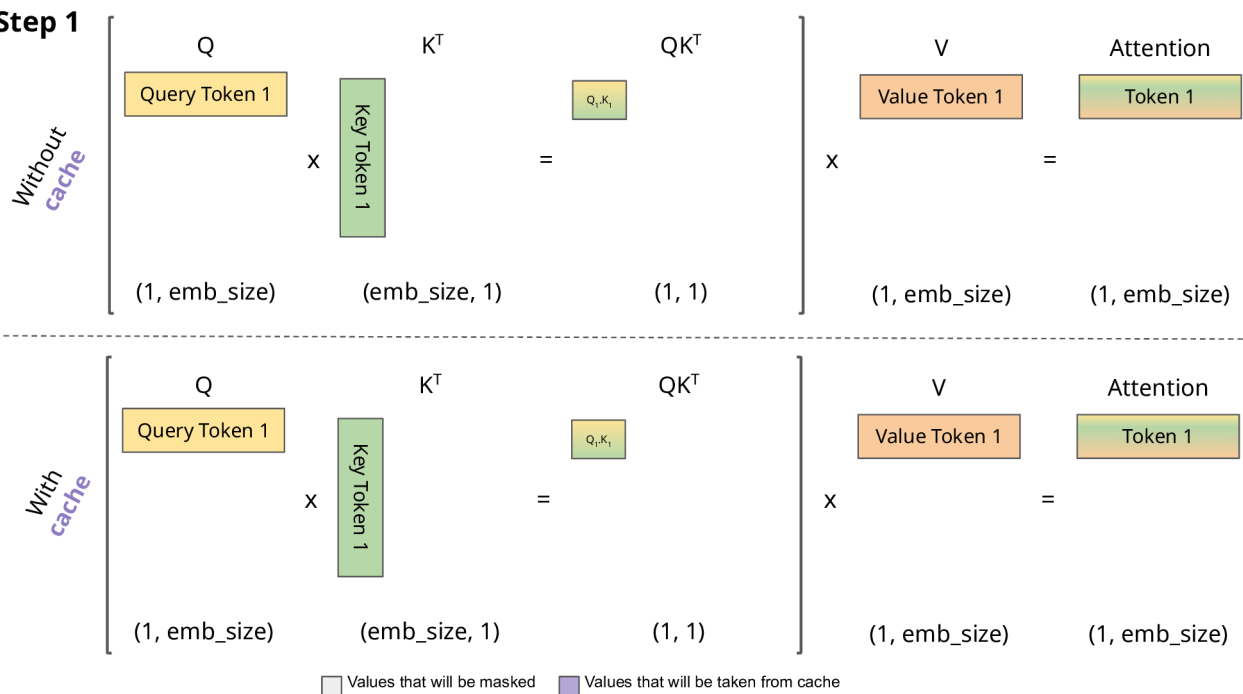 Step 1
Q
K^T
QK^T
V
Attention
Query Token 1
Key Token 1
Q₁.K₁
Value Token 1
Token 1
Without
cache
x
=
x
=
(1, emb_size)
(emb_size, 1)
(1, 1)
(1, emb_size)
(1, emb_size)
Q
K^T
QK^T
V
Attention
Query Token 1
Key Token 1
Q₁.K₁
Value Token 1
Token 1
With
cache
x
=
x
=
(1, emb_size)
(emb_size, 1)
(1, 1)
(1, emb_size)
(1, emb_size)
Values that will be masked
Values that will be taken from cache